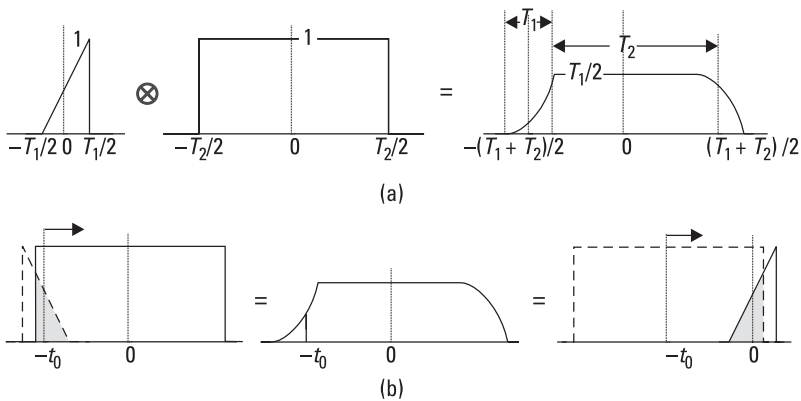 T₁
1
1
⊗
=
T₂
T₁/2
−T₁/2 0 T₁/2
−T₂/2 0 T₂/2
−(T₁ + T₂)/2 0 (T₁ + T₂)/2
(a)
= =
−t₀ 0
−t₀ 0
−t₀ 0
(b)